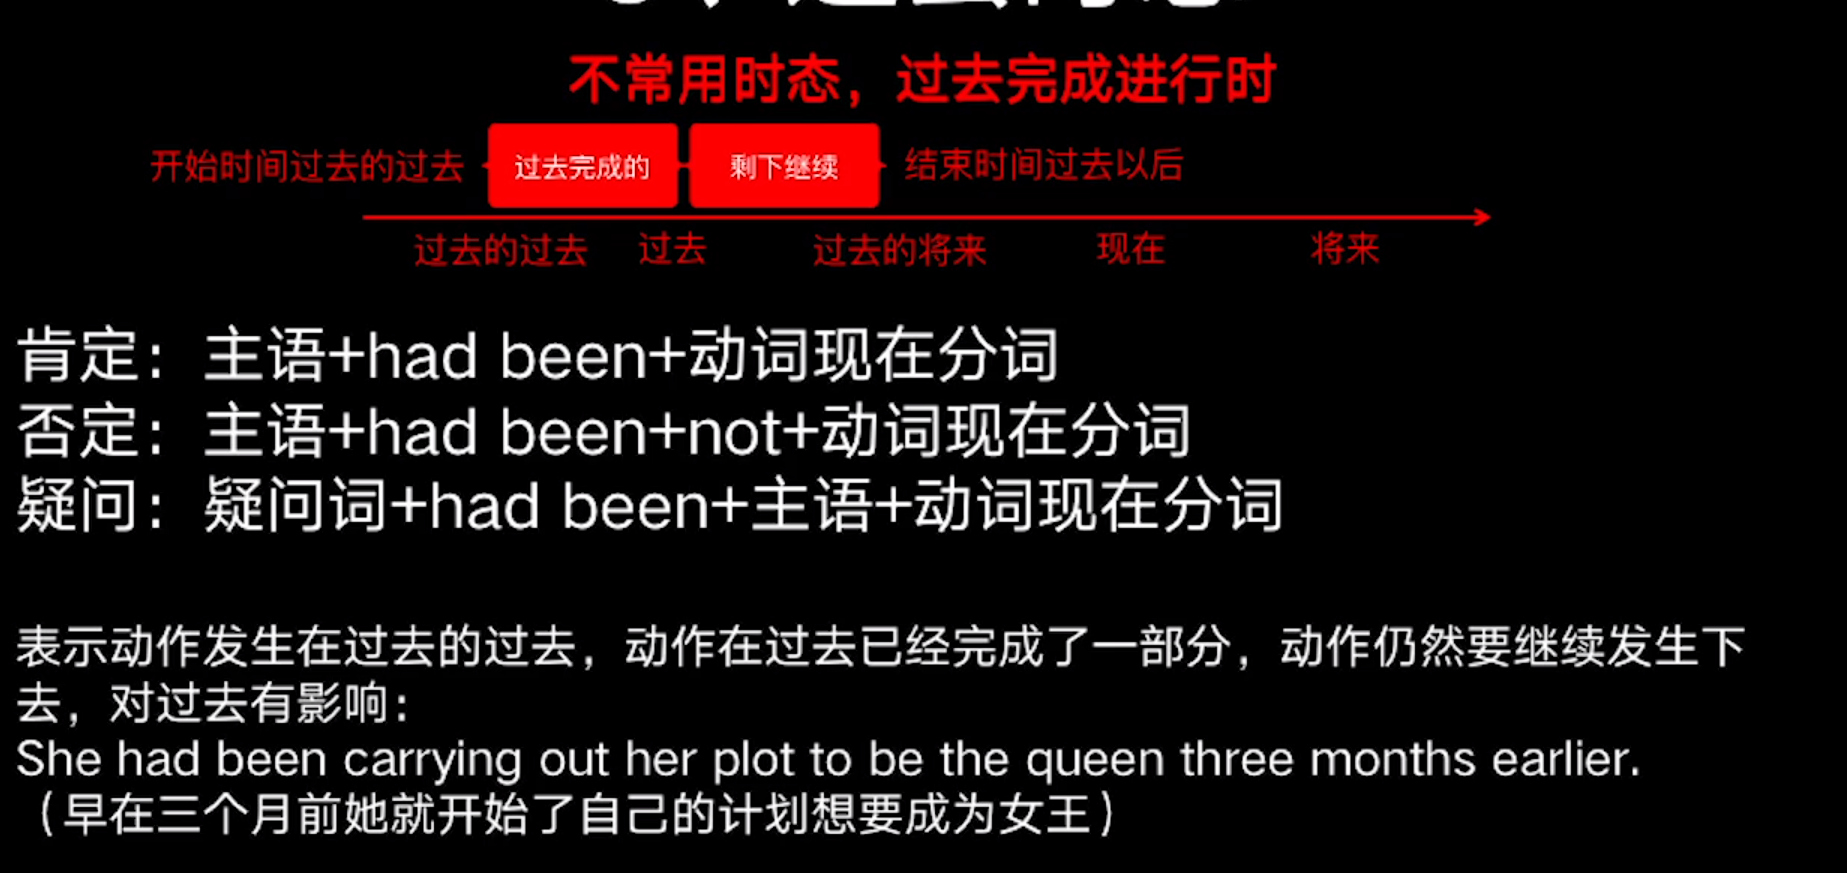 不常用时态，过去完成进行时
开始时间过去的过去 过去完成的 剩下继续 结束时间过去以后
过去的过去 过去 过去的将来 现在 将来
肯定：主语+had been+动词现在分词
否定：主语+had been+not+动词现在分词
疑问：疑问词+had been+主语+动词现在分词
表示动作发生在过去的过去，动作在过去已经完成了一部分，动作仍然要继续发生下
去，对过去有影响：
She had been carrying out her plot to be the queen three months earlier.
（早在三个月前她就开始了自己的计划想要成为女王）